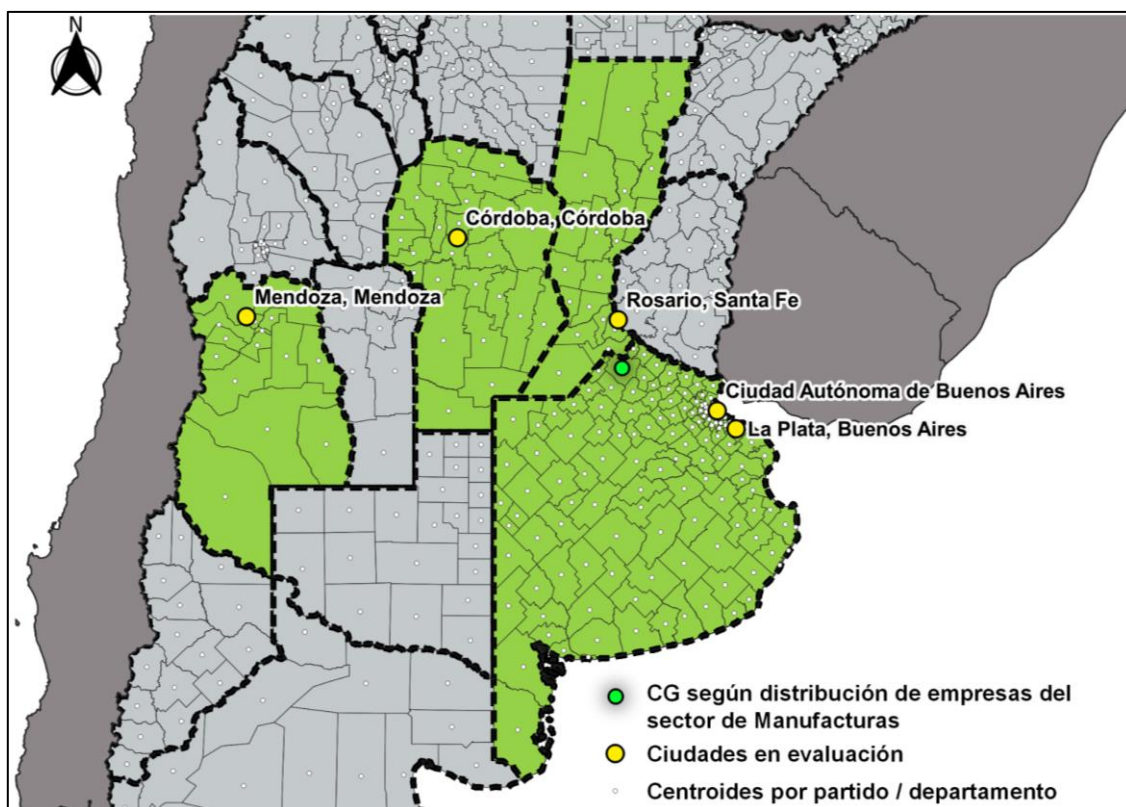 N
Córdoba, Córdoba
Mendoza, Mendoza
Rosario, Santa Fe
Ciudad Autónoma de Buenos Aires
La Plata, Buenos Aires
CG según distribución de empresas del
sector de Manufacturas
Ciudades en evaluación
Centroides por partido / departamento